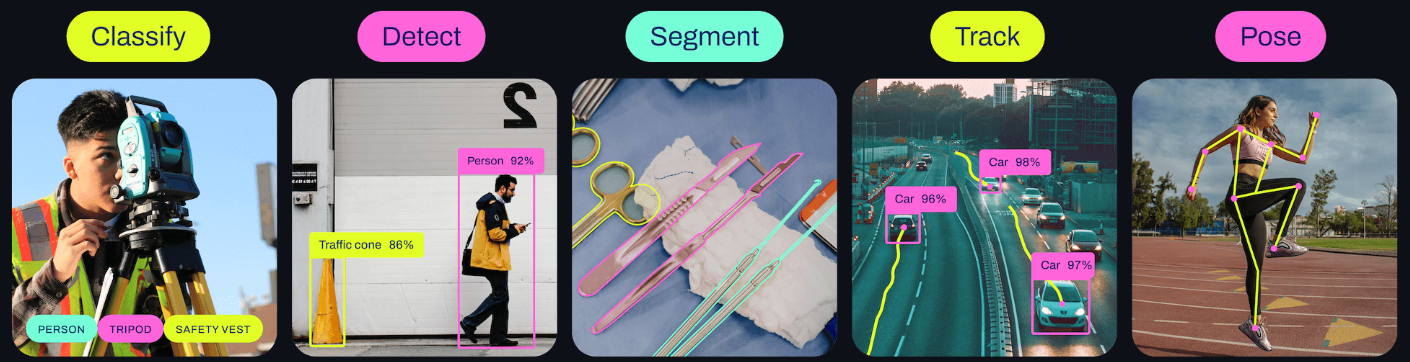 Classify
Detect
Segment
Track
Pose
PERSON
TRIPOD
SAFETY VEST
2
Person 92%
Traffic cone 86%
Car 98%
Car 96%
Car 97%